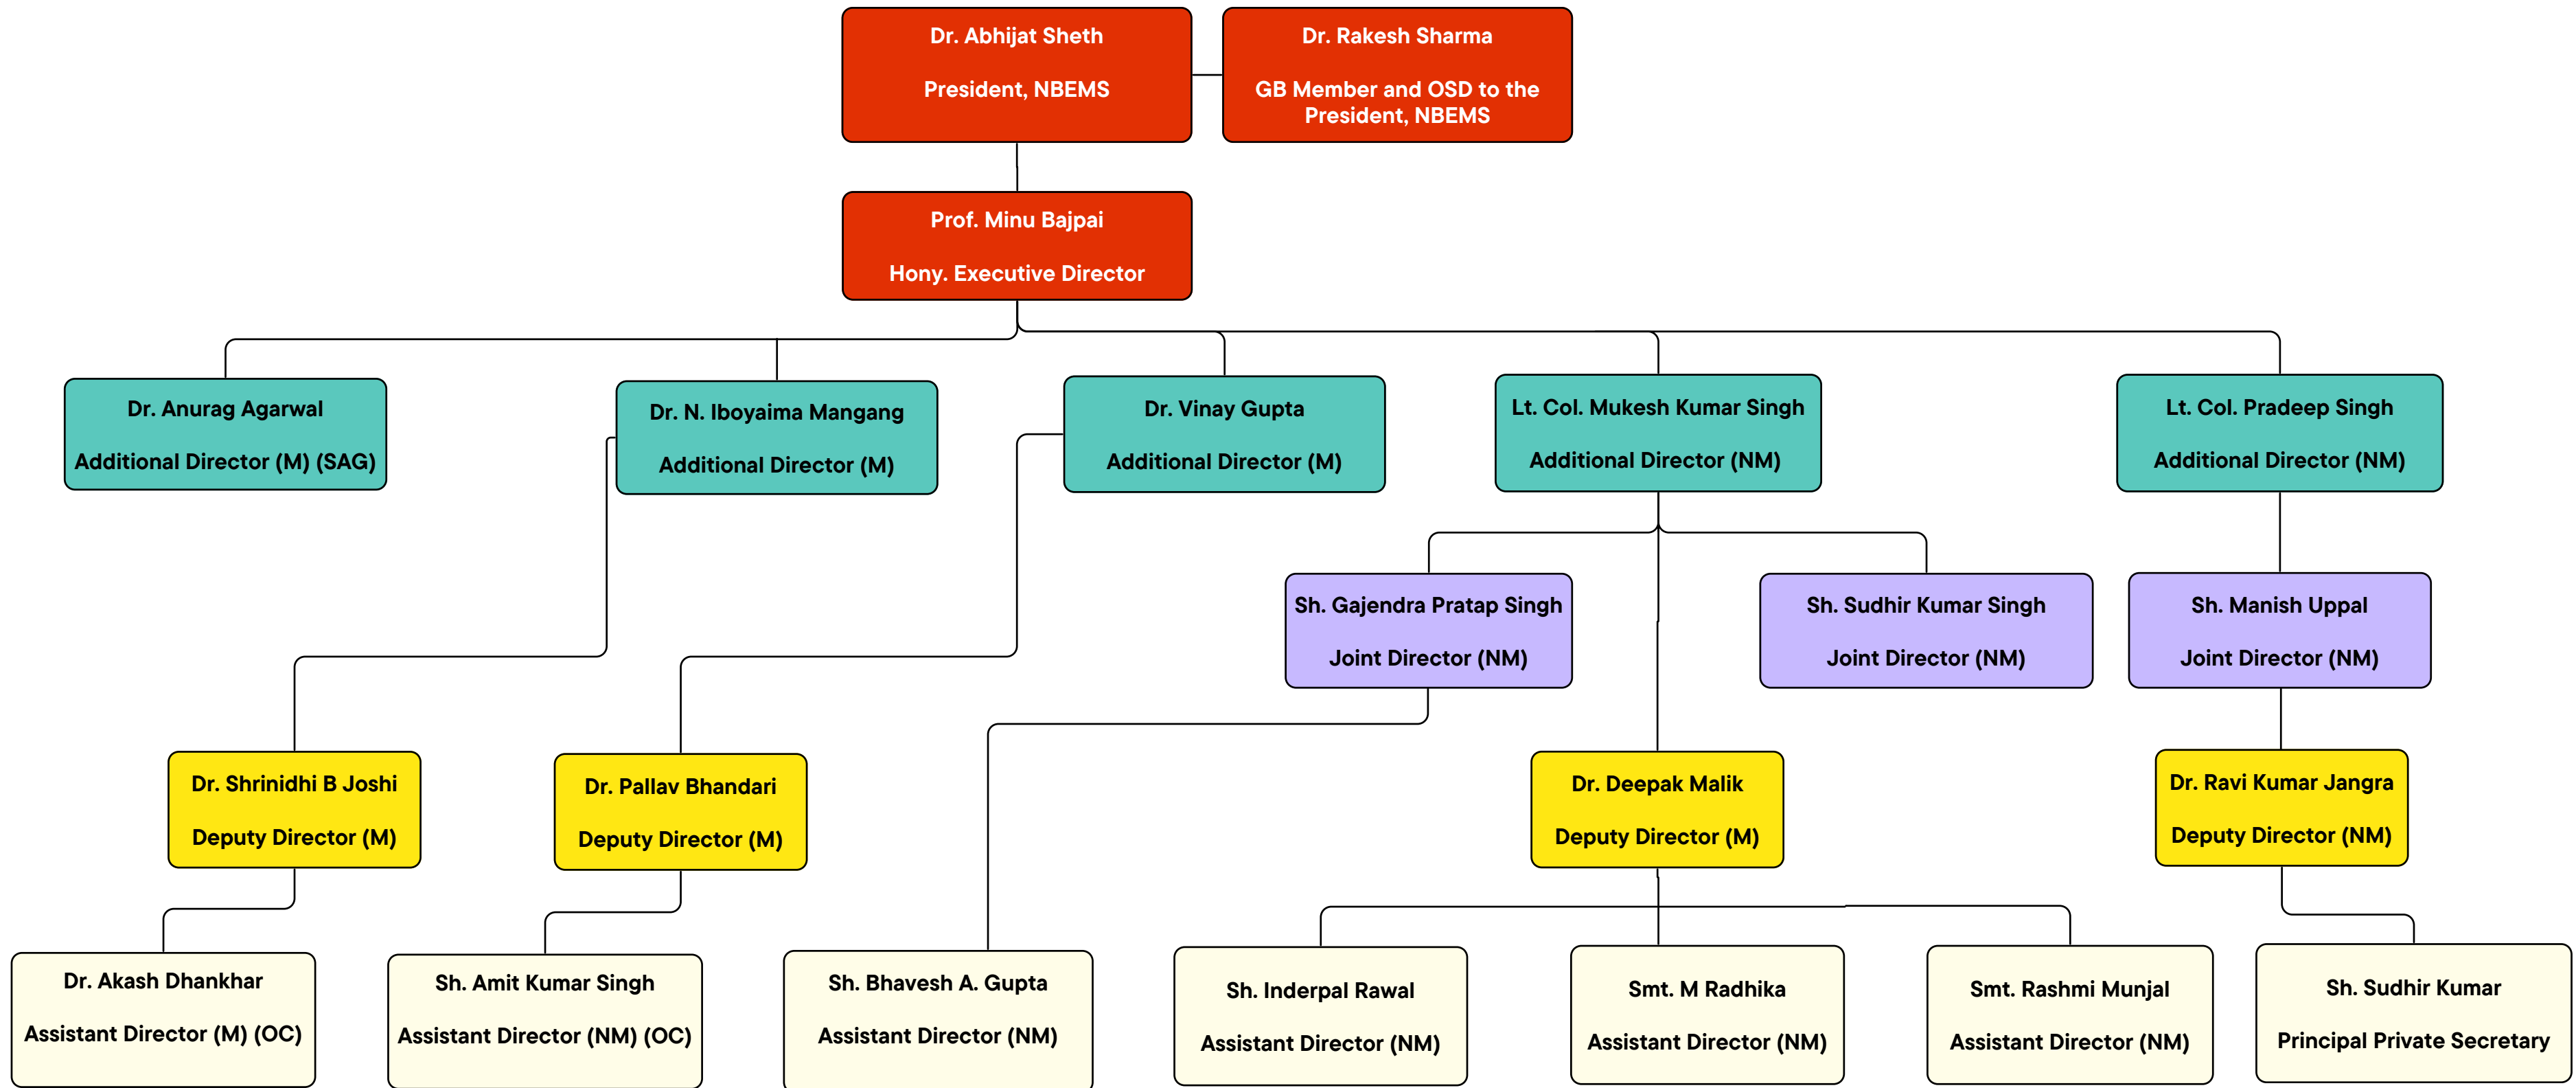 Dr. Abhijat Sheth
President, NBEMS
Dr. Rakesh Sharma
GB Member and OSD to the
President, NBEMS
Prof. Minu Bajpai
Hony. Executive Director
Dr. Anurag Agarwal
Additional Director (M) (SAG)
Dr. N. Iboyaima Mangang
Additional Director (M)
Dr. Vinay Gupta
Additional Director (M)
Lt. Col. Mukesh Kumar Singh
Additional Director (NM)
Lt. Col. Pradeep Singh
Additional Director (NM)
Sh. Gajendra Pratap Singh
Joint Director (NM)
Sh. Sudhir Kumar Singh
Joint Director (NM)
Sh. Manish Uppal
Joint Director (NM)
Dr. Shrinidhi B Joshi
Deputy Director (M)
Dr. Pallav Bhandari
Deputy Director (M)
Dr. Deepak Malik
Deputy Director (M)
Dr. Ravi Kumar Jangra
Deputy Director (NM)
Dr. Akash Dhankhar
Assistant Director (M) (OC)
Sh. Amit Kumar Singh
Assistant Director (NM) (OC)
Sh. Bhavesh A. Gupta
Assistant Director (NM)
Sh. Inderpal Rawal
Assistant Director (NM)
Smt. M Radhika
Assistant Director (NM)
Smt. Rashmi Munjal
Assistant Director (NM)
Sh. Sudhir Kumar
Principal Private Secretary